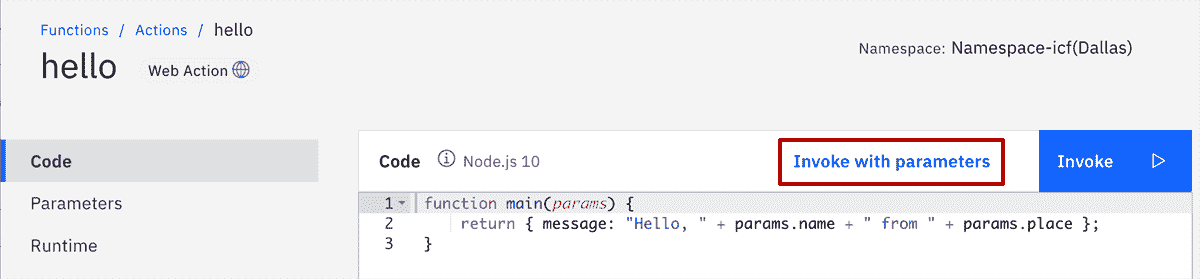 Functions / Actions / hello
Namespace: Namespace-icf(Dallas)
hello Web Action
Code
Parameters
Runtime
Code Node.js 10 Invoke with parameters Invoke
1 function main(params) {
2 return { message: "Hello, " + params.name + " from " + params.place };
3 }